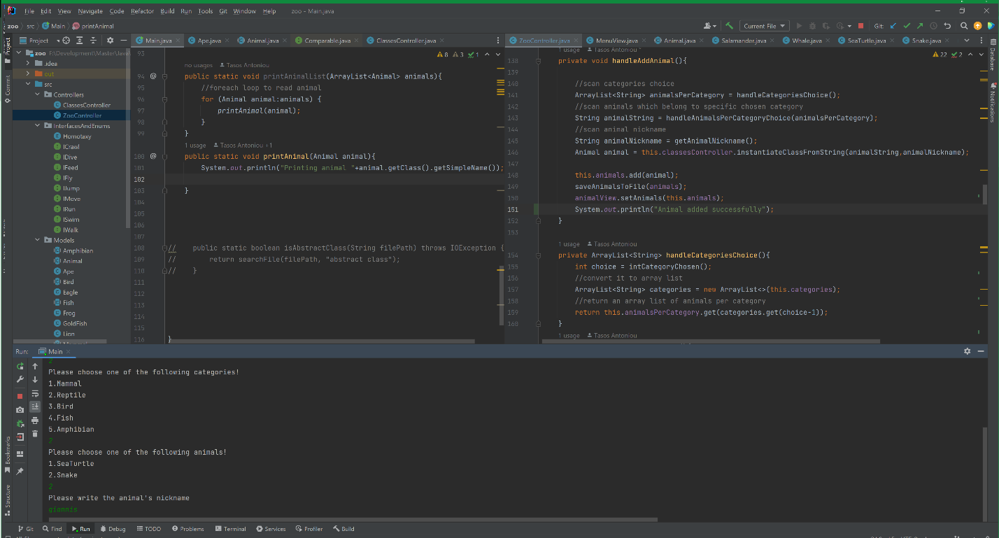 File Edit View Navigate Code Refactor Build Run Tools Git Window Help zoo – Main.java
zoo src Main printAnimal
Current File
Git:
Project
Main.java
Ape.java
Animal.java
Comparable.java
ClassesController.java
ZooController.java
MenuView.java
Animal.java
Salamander.java
Whale.java
SeaTurtle.java
Snake.java
Project
Commit
Bookmarks
Structure
Database
Notifications
zoo F:\Development\Master\Java\
.idea
out
src
Controllers
ClassesController
ZooController
InterfacesAndEnums
Homotaxy
ICrawl
IDive
IFeed
IFly
IJump
IMove
IRun
ISwim
IWalk
Models
Amphibian
Animal
Ape
Bird
Eagle
Fish
Frog
GoldFish
Lion
8 3 1
93
no usages Tasos Antoniou
94 public static void printAnimalList(ArrayList<Animal> animals){
95 //foreach loop to read animal
96 for (Animal animal:animals) {
97 printAnimal(animal);
98 }
99 }
1 usage Tasos Antoniou +1
100 public static void printAnimal(Animal animal){
101 System.out.println("Printing animal "+animal.getClass().getSimpleName());
102
103 }
104
105
106
107
108 // public static boolean isAbstractClass(String filePath) throws IOException {
109 // return searchFile(filePath, "abstract class");
110 // }
111
112
113
114
115
116 }
22 2
1 usage Tasos Antoniou *
138 private void handleAddAnimal(){
139
140 //scan categories choice
141 ArrayList<String> animalsPerCategory = handleCategoriesChoice();
142 //scan animals which belong to specific chosen category
143 String animalString = handleAnimalsPerCategoryChoice(animalsPerCategory);
144 //scan animal nickname
145 String animalNickname = getAnimalNickname();
146 Animal animal = this.classesController.instantiateClassFromString(animalString,animalNickname);
147
148 this.animals.add(animal);
149 saveAnimalsToFile(animals);
150 animalView.setAnimals(this.animals);
151 System.out.println("Animal added successfully");
152 }
153
1 usage Tasos Antoniou
154 private ArrayList<String> handleCategoriesChoice(){
155 int choice = intCategoryChosen();
156 //convert it to array list
157 ArrayList<String> categories = new ArrayList<>(this.categories);
158 //return an array list of animals per category
159 return this.animalsPerCategory.get(categories.get(choice-1));
160 }
1 usage Tasos Antoniou
Run: Main
2
Please choose one of the following categories!
1.Mammal
2.Reptile
3.Bird
4.Fish
5.Amphibian
2
Please choose one of the following animals!
1.SeaTurtle
2.Snake
2
Please write the animal's nickname
giannis
Git Find Run Debug TODO Problems Terminal Services Profiler Build